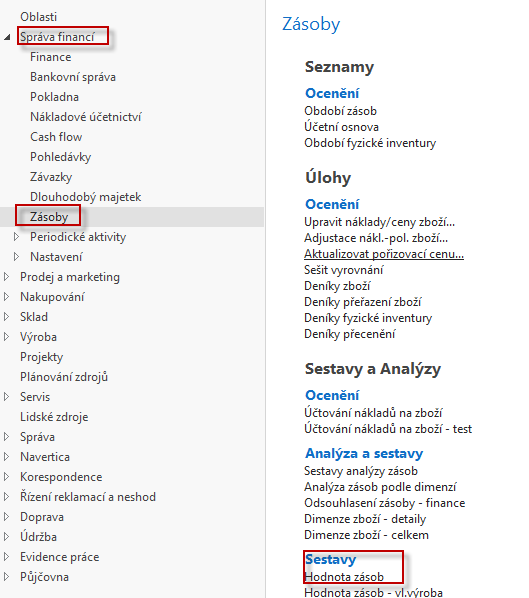 Oblasti
Správa financí
Finance
Bankovní správa
Pokladna
Nákladové účetnictví
Cash flow
Pohledávky
Závazky
Dlouhodobý majetek
Zásoby
Periodické aktivity
Nastavení
Prodej a marketing
Nakupování
Sklad
Výroba
Projekty
Plánování zdrojů
Servis
Lidské zdroje
Správa
Navertica
Korespondence
Řízení reklamací a neshod
Doprava
Údržba
Evidence práce
Půjčovna
Zásoby
Seznamy
Ocenění
Období zásob
Účetní osnova
Období fyzické inventury
Úlohy
Ocenění
Upravit náklady/ceny zboží...
Adjustace nákl.-pol. zboží...
Aktualizovat pořizovací cenu...
Sešit vyrovnání
Deníky zboží
Deníky přeřazení zboží
Deníky fyzické inventury
Deníky přecenění
Sestavy a Analýzy
Ocenění
Účtování nákladů na zboží
Účtování nákladů na zboží - test
Analýza a sestavy
Sestavy analýzy zásob
Analýza zásob podle dimenzí
Odsouhlasení zásoby - finance
Dimenze zboží - detaily
Dimenze zboží - celkem
Sestavy
Hodnota zásob
Hodnota zásob - vl.výroba